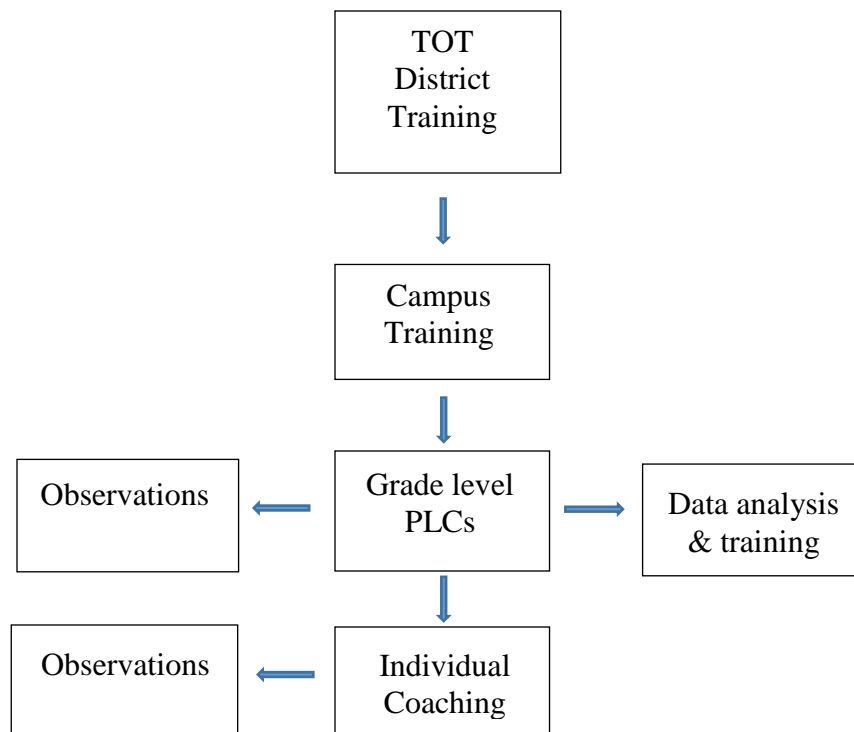 TOT
District
Training
Campus
Training
Observations
Grade level
PLCs
Data analysis
& training
Observations
Individual
Coaching